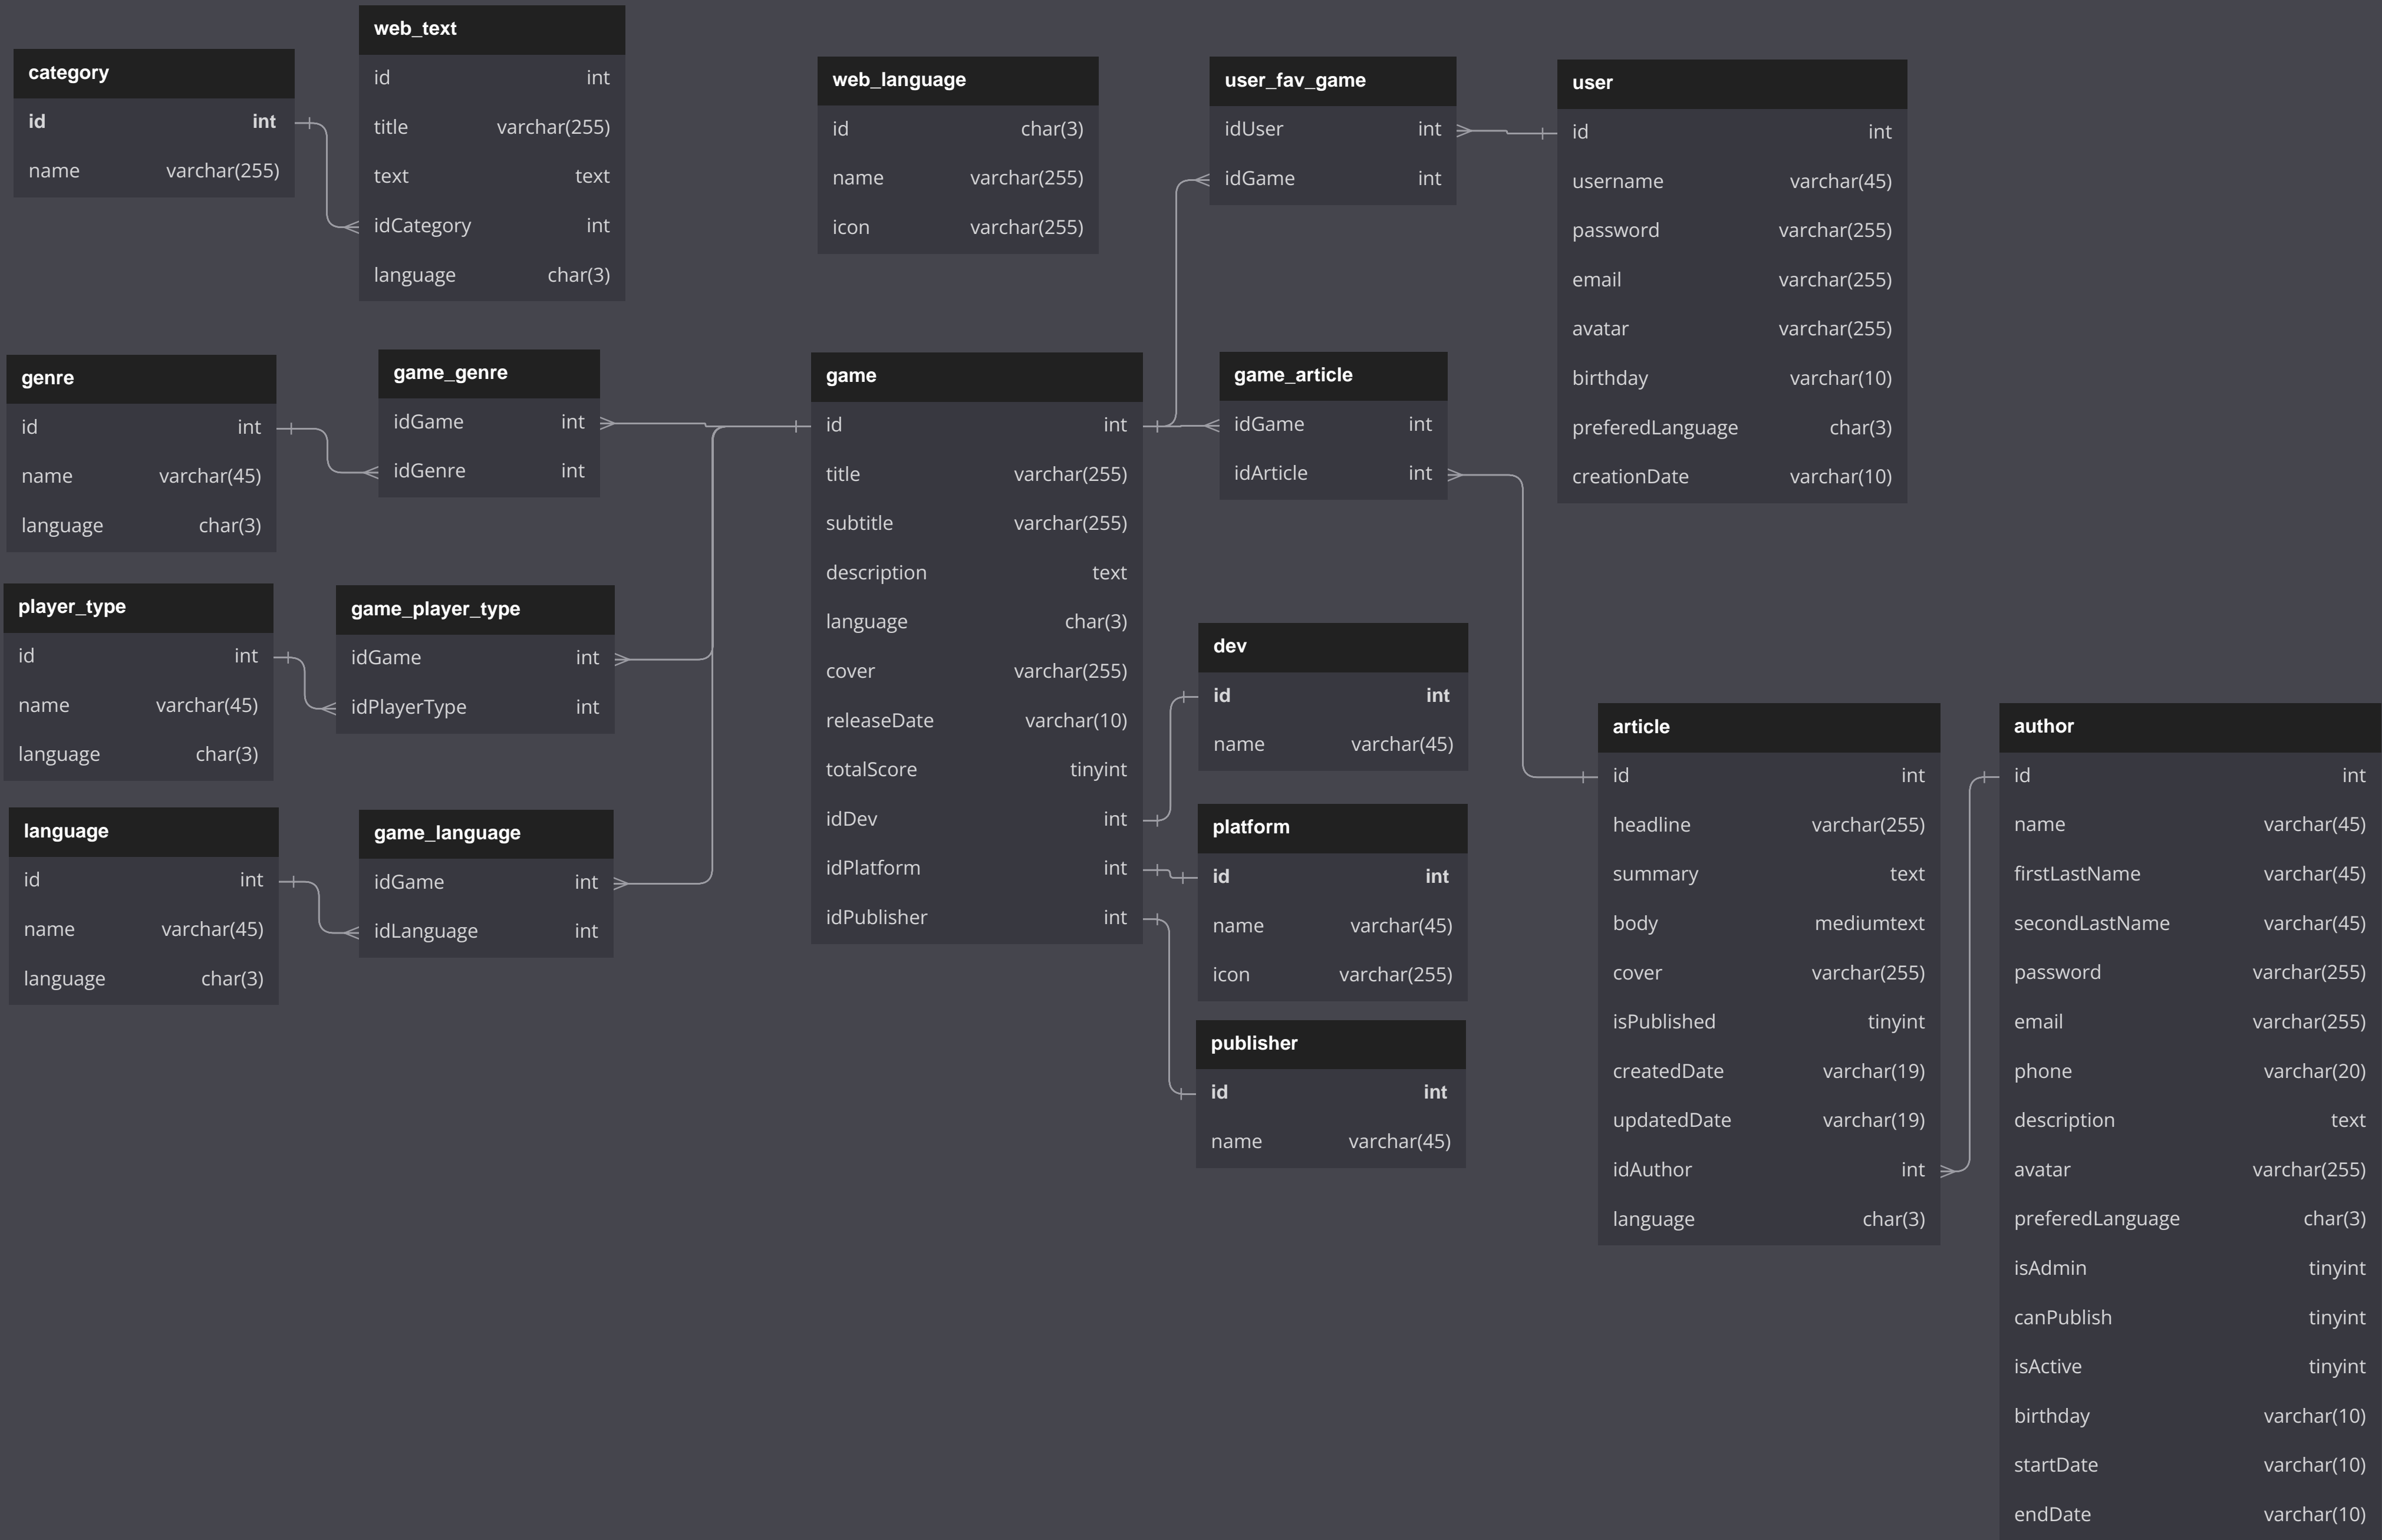 web_text
id int
title varchar(255)
text text
idCategory int
language char(3)
category
id int
name varchar(255)
web_language
id char(3)
name varchar(255)
icon varchar(255)
user_fav_game
idUser int
idGame int
user
id int
username varchar(45)
password varchar(255)
email varchar(255)
avatar varchar(255)
birthday varchar(10)
preferedLanguage char(3)
creationDate varchar(10)
genre
id int
name varchar(45)
language char(3)
game_genre
idGame int
idGenre int
game
id int
title varchar(255)
subtitle varchar(255)
description text
language char(3)
cover varchar(255)
releaseDate varchar(10)
totalScore tinyint
idDev int
idPlatform int
idPublisher int
game_article
idGame int
idArticle int
player_type
id int
name varchar(45)
language char(3)
game_player_type
idGame int
idPlayerType int
dev
id int
name varchar(45)
language
id int
name varchar(45)
language char(3)
game_language
idGame int
idLanguage int
platform
id int
name varchar(45)
icon varchar(255)
publisher
id int
name varchar(45)
article
id int
headline varchar(255)
summary text
body mediumtext
cover varchar(255)
isPublished tinyint
createdDate varchar(19)
updatedDate varchar(19)
idAuthor int
language char(3)
author
id int
name varchar(45)
firstLastName varchar(45)
secondLastName varchar(45)
password varchar(255)
email varchar(255)
phone varchar(20)
description text
avatar varchar(255)
preferedLanguage char(3)
isAdmin tinyint
canPublish tinyint
isActive tinyint
birthday varchar(10)
startDate varchar(10)
endDate varchar(10)